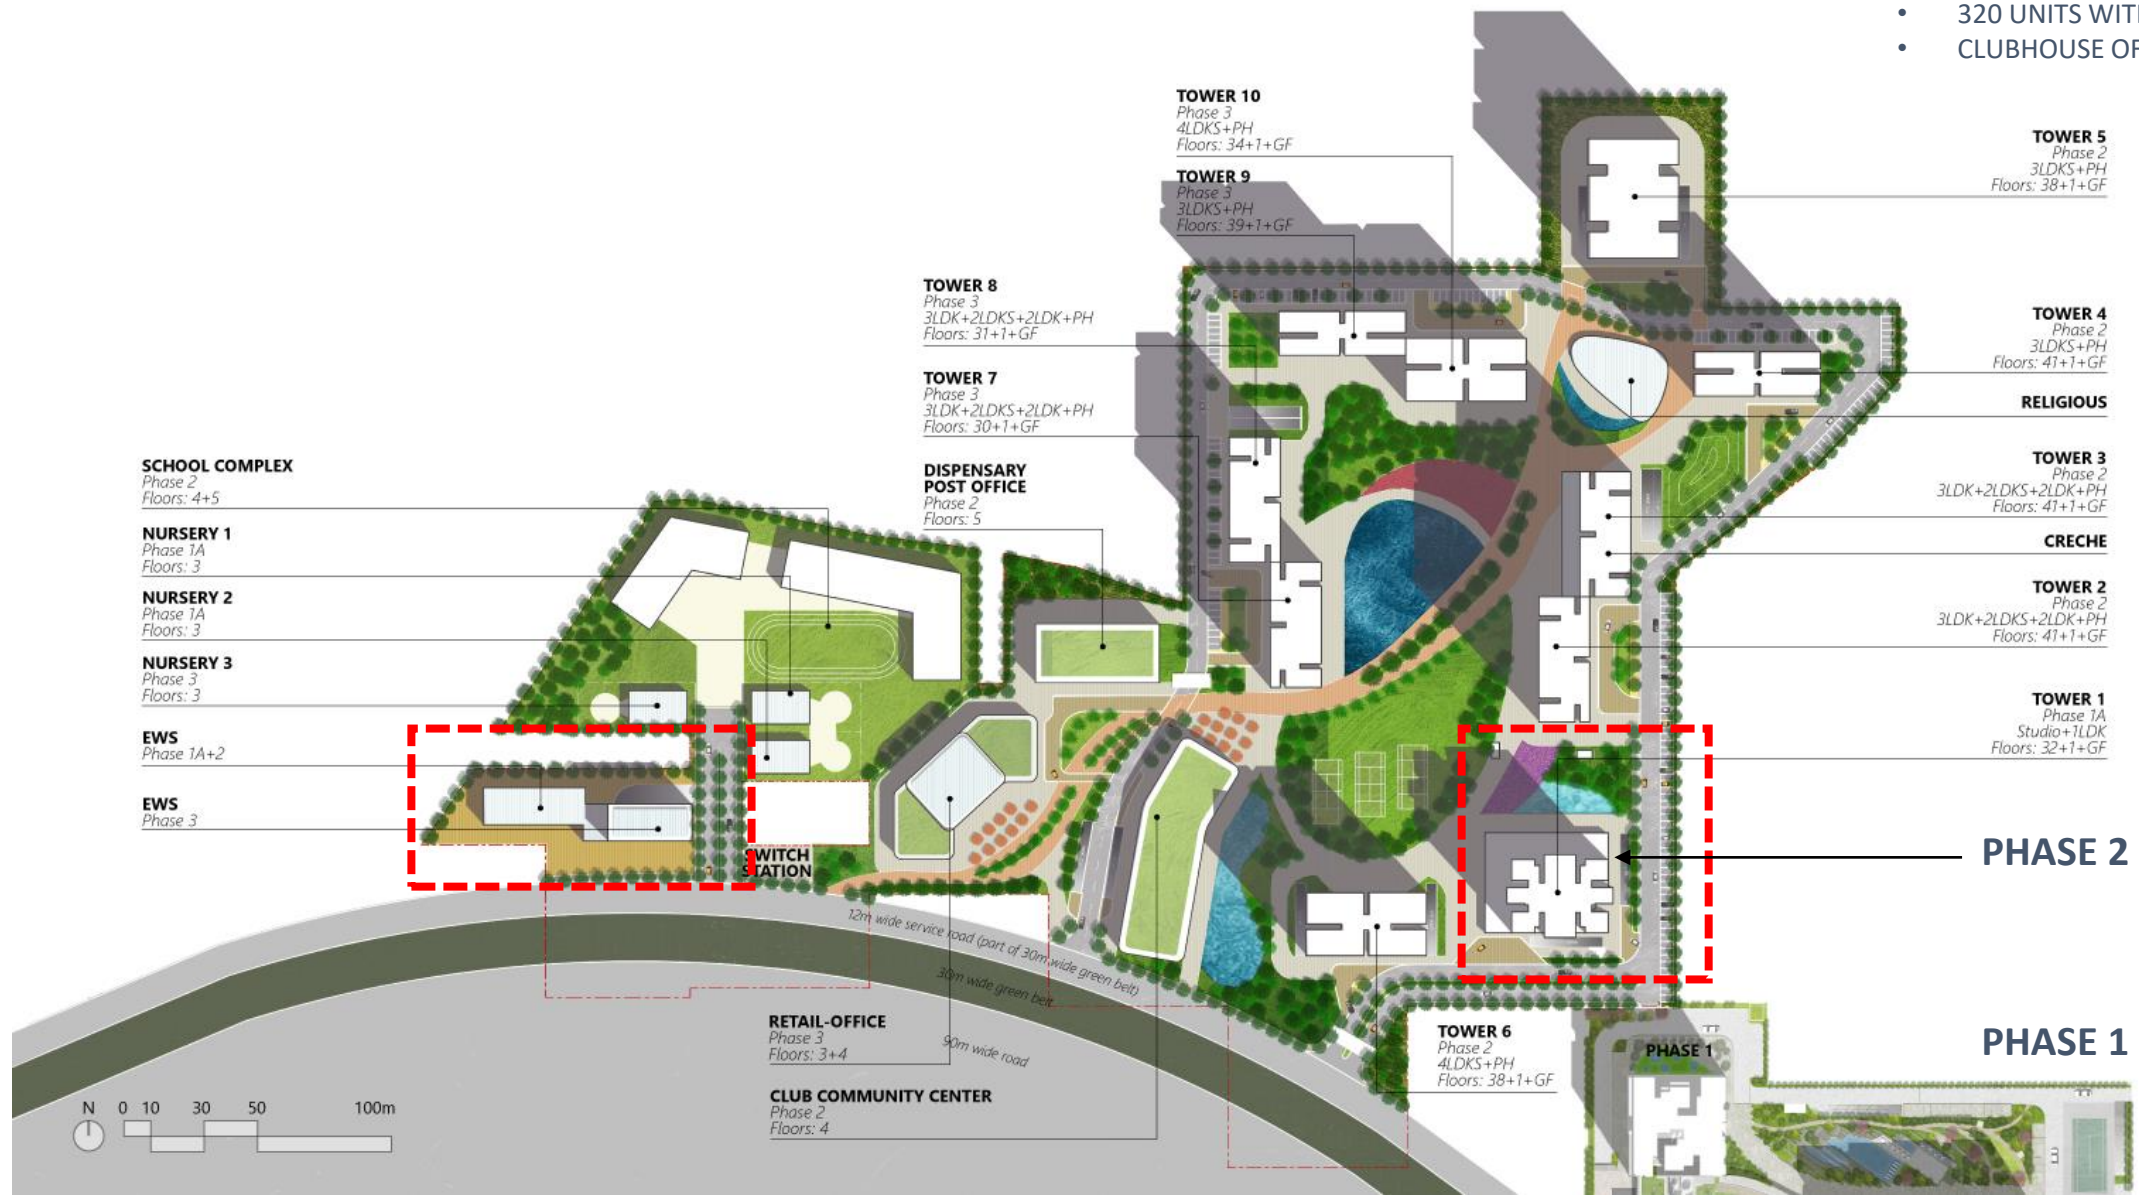 • 320 UNITS WITH
• CLUBHOUSE OF
TOWER 10
Phase 3
4LDKS+PH
Floors: 34+1+GF
TOWER 9
Phase 3
3LDKS+PH
Floors: 39+1+GF
TOWER 8
Phase 3
3LDK+2LDKS+2LDK+PH
Floors: 31+1+GF
TOWER 7
Phase 3
3LDK+2LDKS+2LDK+PH
Floors: 30+1+GF
DISPENSARY
POST OFFICE
Phase 2
Floors: 5
SCHOOL COMPLEX
Phase 2
Floors: 4+5
NURSERY 1
Phase 1A
Floors: 3
NURSERY 2
Phase 1A
Floors: 3
NURSERY 3
Phase 3
Floors: 3
EWS
Phase 1A+2
EWS
Phase 3
SWITCH
STATION
TOWER 5
Phase 2
3LDKS+PH
Floors: 38+1+GF
TOWER 4
Phase 2
3LDKS+PH
Floors: 41+1+GF
RELIGIOUS
TOWER 3
Phase 2
3LDK+2LDKS+2LDK+PH
Floors: 41+1+GF
CRECHE
TOWER 2
Phase 2
3LDK+2LDKS+2LDK+PH
Floors: 41+1+GF
TOWER 1
Phase 1A
Studio+1LDK
Floors: 32+1+GF
PHASE 2
PHASE 1
12m wide service road (part of 30m wide green belt)
30m wide green belt
90m wide road
RETAIL-OFFICE
Phase 3
Floors: 3+4
CLUB COMMUNITY CENTER
Phase 2
Floors: 4
TOWER 6
Phase 2
4LDKS+PH
Floors: 38+1+GF
PHASE 1
N 0 10 30 50 100m